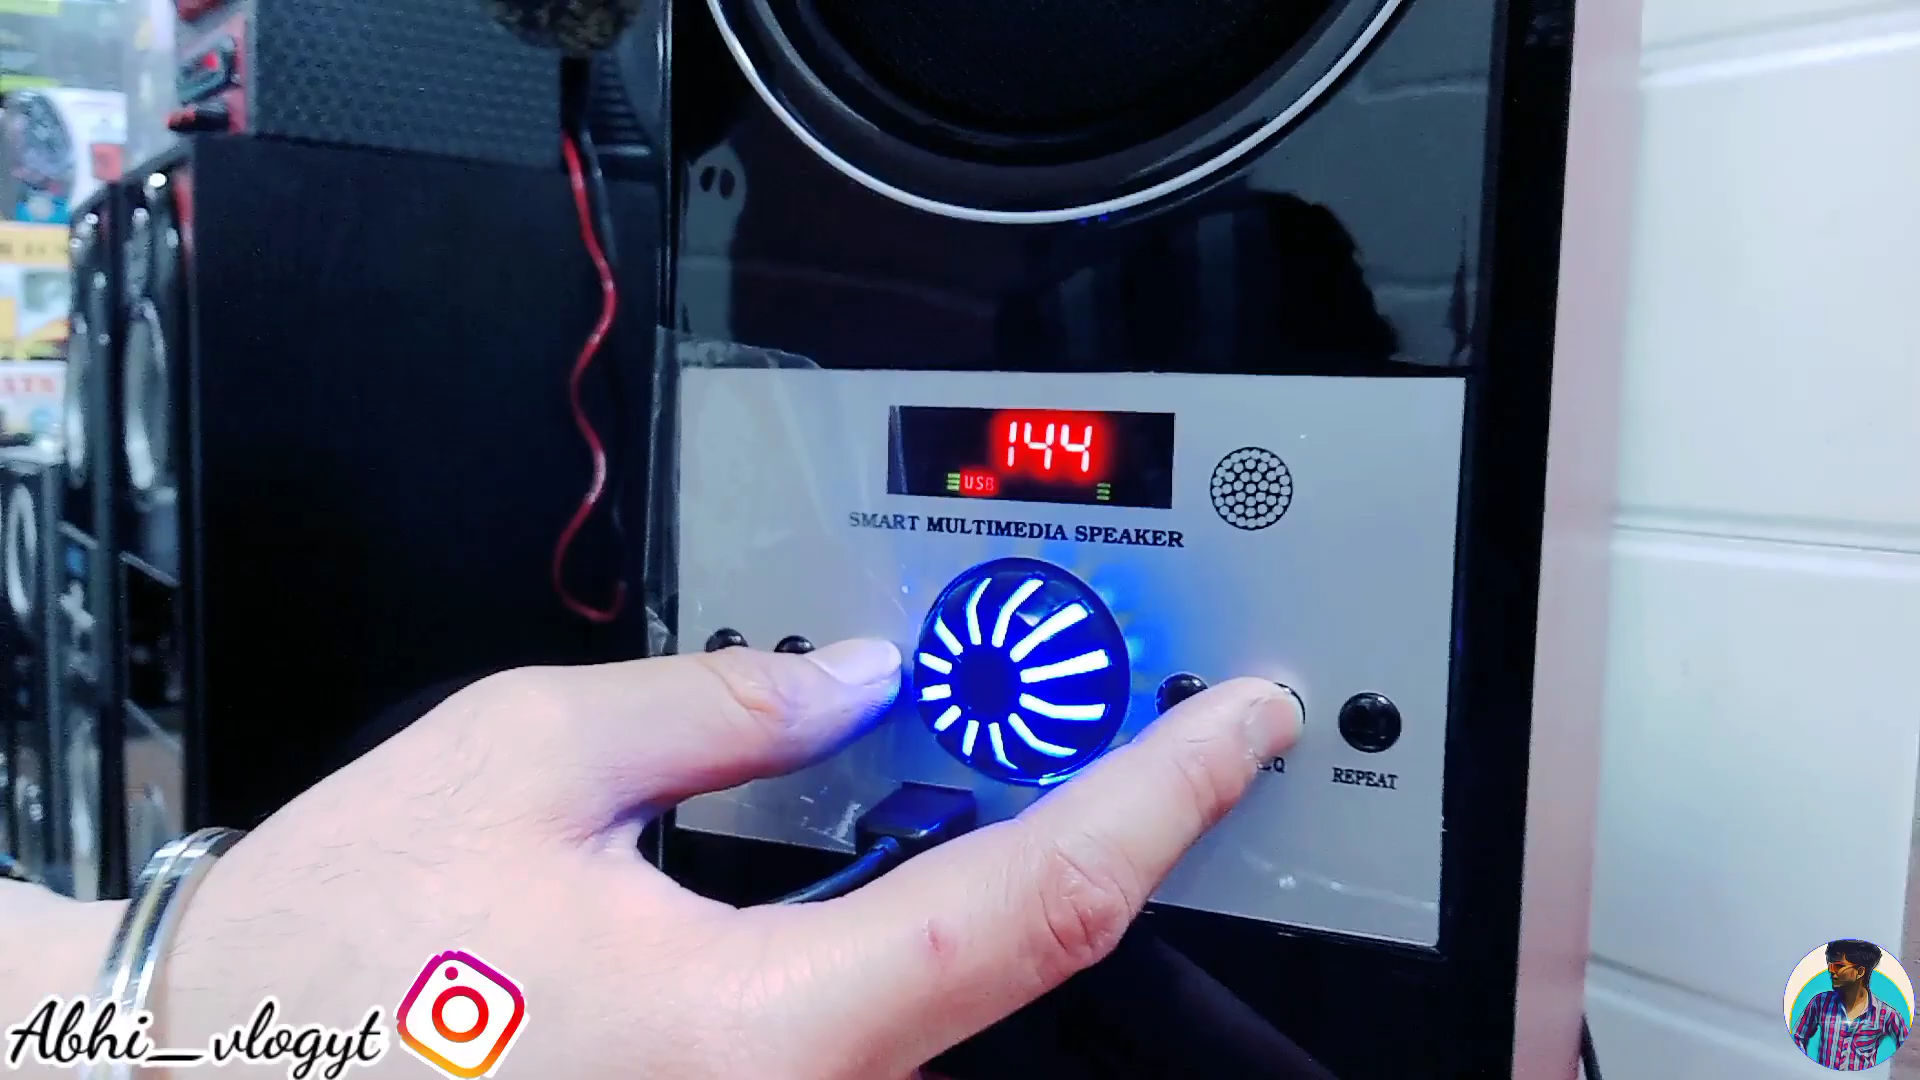 144
USB
SMART MULTIMEDIA SPEAKER
REPEAT
Abhi_vlogyt